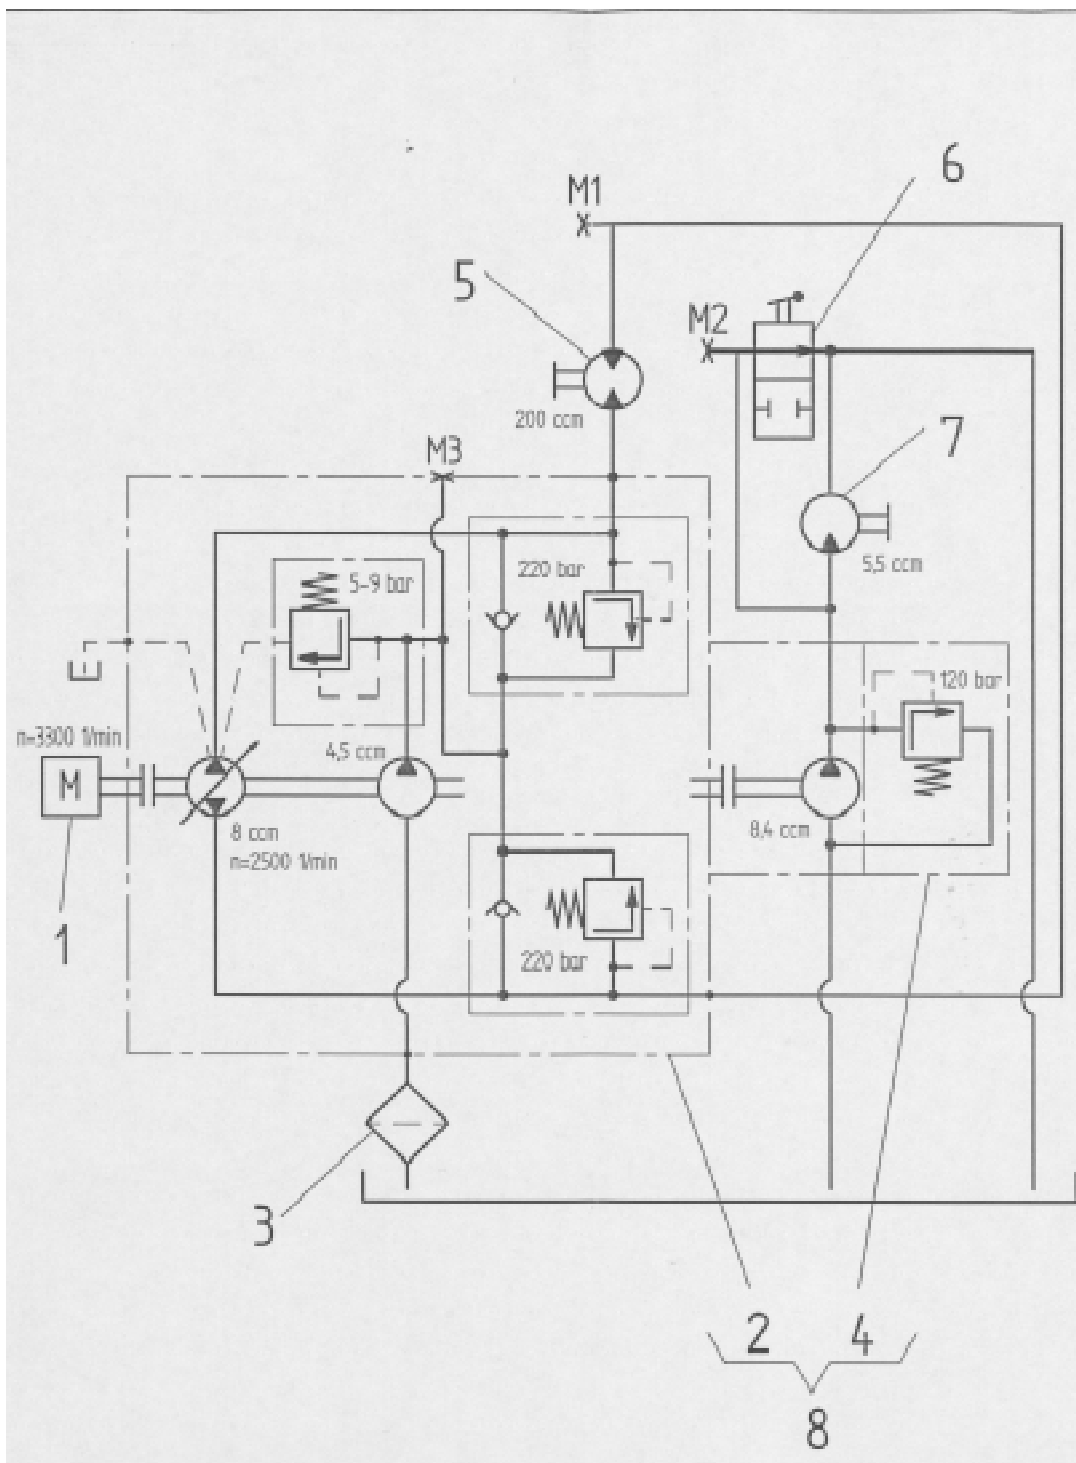 6
M1
5
M2
200 ccm
7
M3
220 bar
5-9 bar
5,5 ccm
120 bar
n=3300 1/min
4,5 ccm
M
8 ccm
8,4 ccm
n=2500 1/min
1
220 bar
3
2
4
8